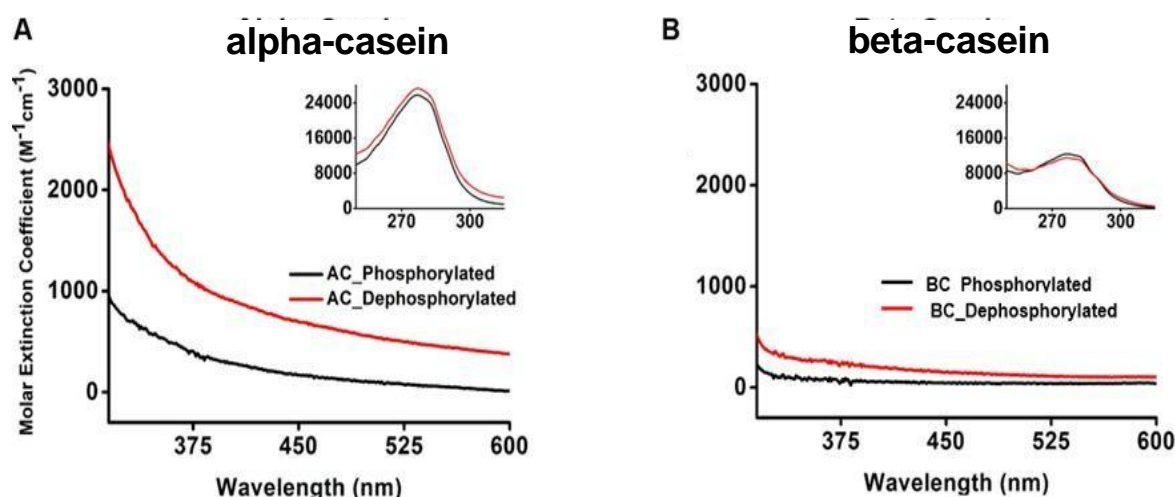 A
alpha-casein
3000
2000
1000
0
Molar Extinction Coefficient (M⁻¹cm⁻¹)
24000
16000
8000
0
270
300
AC_Phosphorylated
AC_Dephosphorylated
375
450
525
600
Wavelength (nm)
B
beta-casein
3000
2000
1000
0
24000
16000
8000
0
270
300
BC_Phosphorylated
BC_Dephosphorylated
375
450
525
600
Wavelength (nm)